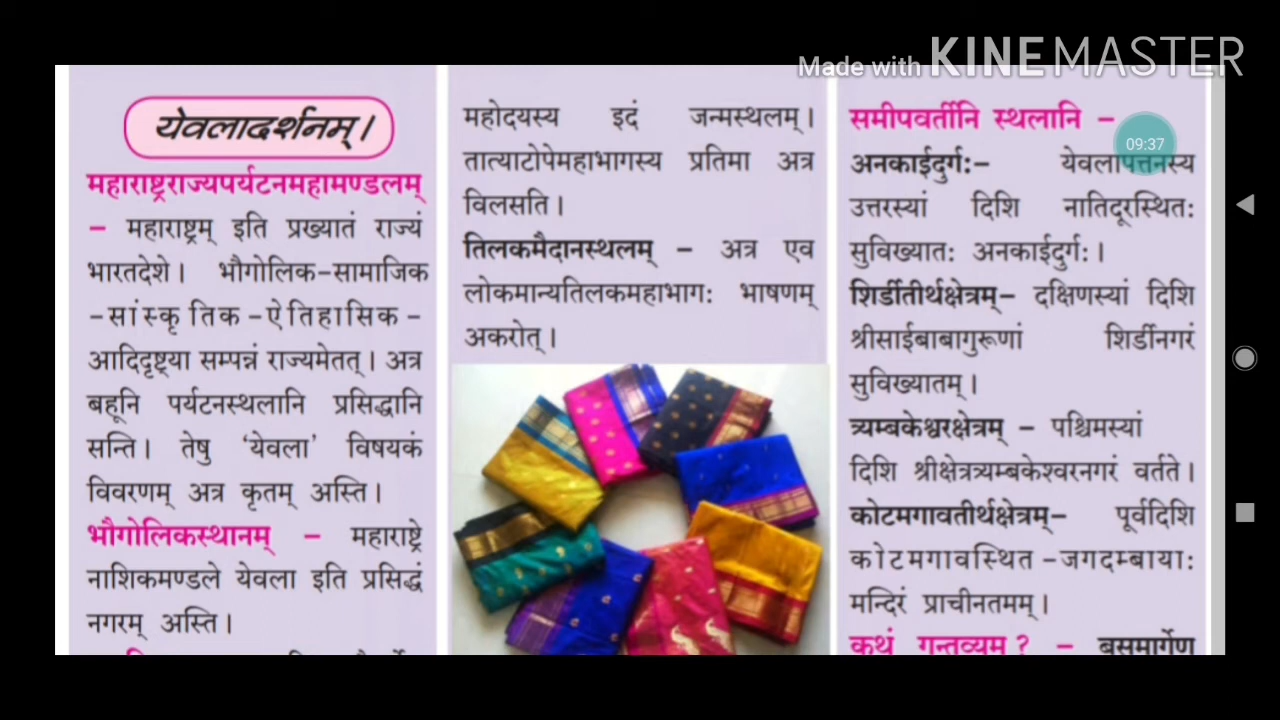 Made with KINEMASTER
09:37
येवलादर्शनम्।
महाराष्ट्रराज्यपर्यटनमहामण्डलम्
– महाराष्ट्रम् इति प्रख्यातं राज्यं
भारतदेशे। भौगोलिक-सामाजिक
-सांस्कृतिक-ऐतिहासिक-
आदिदृष्ट्या सम्पन्नं राज्यमेतत्। अत्र
बहूनि पर्यटनस्थलानि प्रसिद्धानि
सन्ति। तेषु ‘येवला’ विषयकं
विवरणम् अत्र कृतम् अस्ति।
भौगोलिकस्थानम् – महाराष्ट्रे
नाशिकमण्डले येवला इति प्रसिद्धं
नगरम् अस्ति।
महोदयस्य इदं जन्मस्थलम्।
तात्याटोपेमहाभागस्य प्रतिमा अत्र
विलसति।
तिलकमैदानस्थलम् – अत्र एव
लोकमान्यतिलकमहाभागः भाषणम्
अकरोत्।
समीपवर्तीनि स्थलानि –
अनकाईदुर्गः– येवलापत्तनस्य
उत्तरस्यां दिशि नातिदूरस्थितः
सुविख्यातः अनकाईदुर्गः।
शिर्डीतीर्थक्षेत्रम्– दक्षिणस्यां दिशि
श्रीसाईबाबागुरूणां शिर्डीनगरं
सुविख्यातम्।
त्र्यम्बकेश्वरक्षेत्रम् – पश्चिमस्यां
दिशि श्रीक्षेत्रत्र्यम्बकेश्वरनगरं वर्तते।
कोटमगावतीर्थक्षेत्रम्– पूर्वदिशि
कोटमगावस्थित-जगदम्बायाः
मन्दिरं प्राचीनतमम्।
कथं गन्तव्यम्? – बसमार्गेण